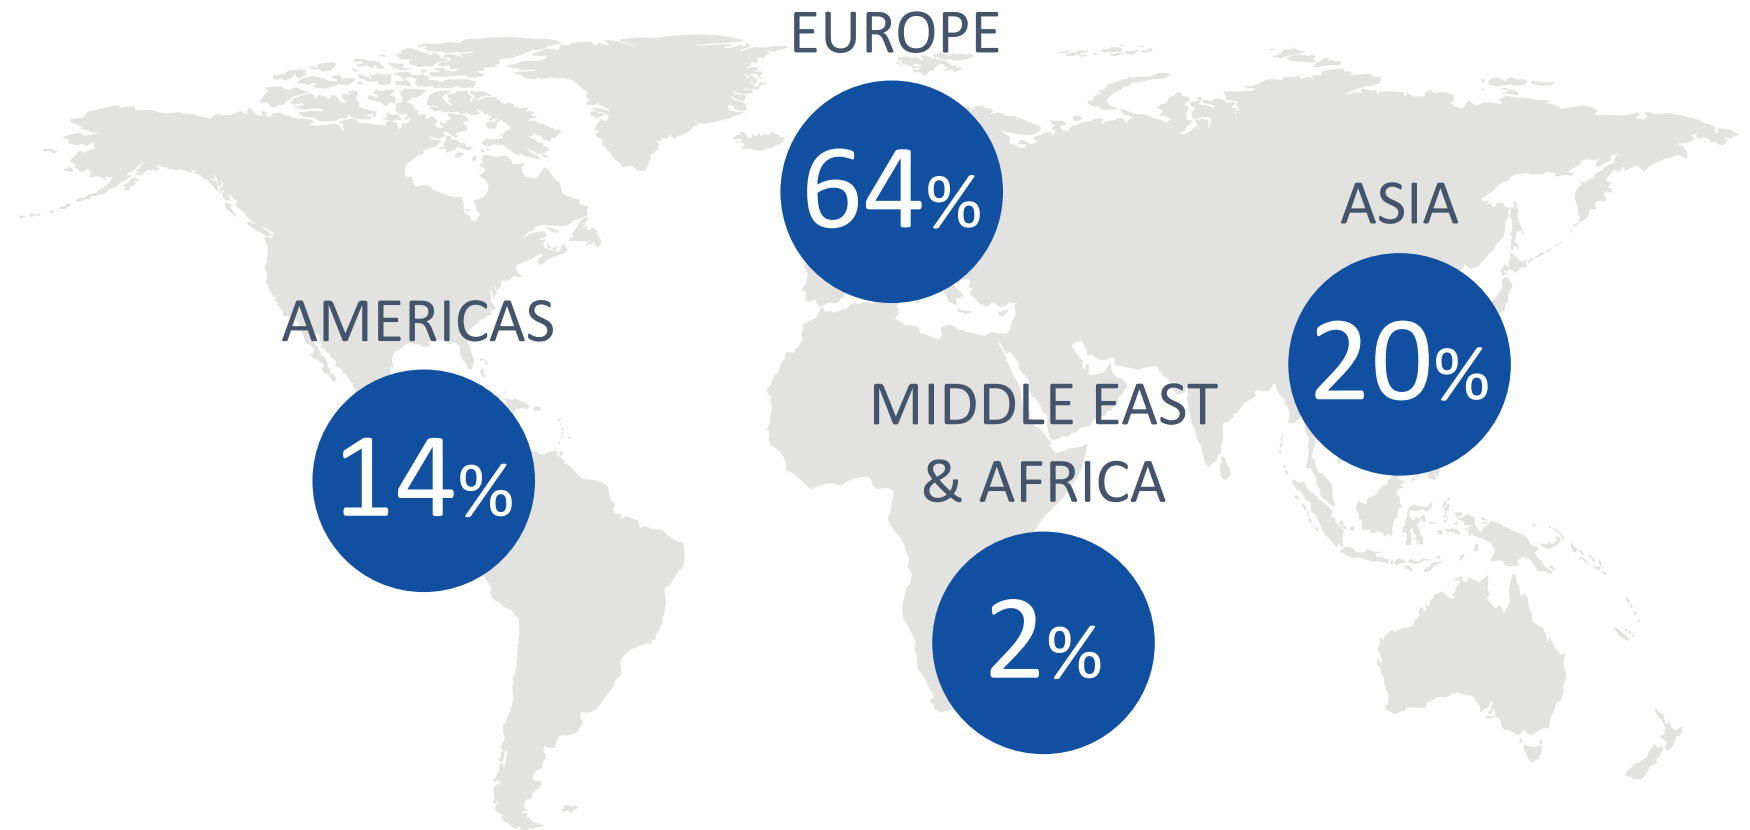 EUROPE
64%
ASIA
20%
AMERICAS
14%
MIDDLE EAST
& AFRICA
2%